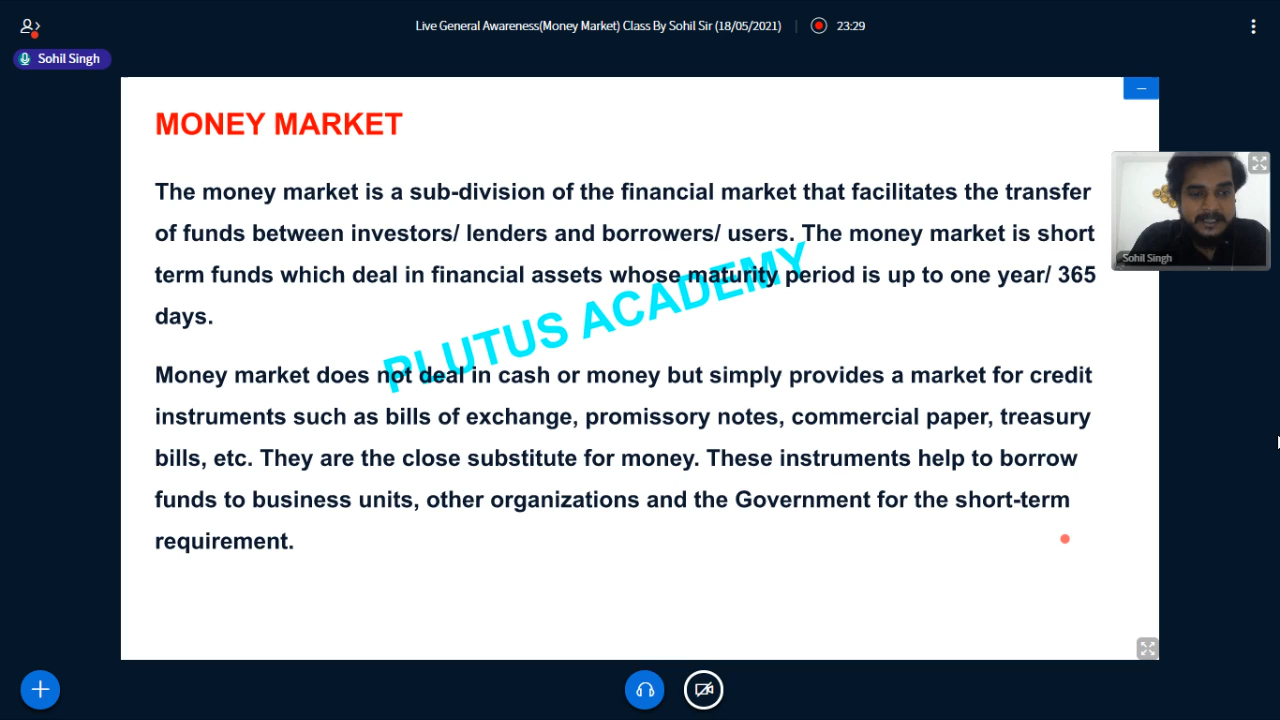 Live General Awareness(Money Market) Class By Sohil Sir (18/05/2021) | 23:29
Sohil Singh
MONEY MARKET
The money market is a sub-division of the financial market that facilitates the transfer
of funds between investors/ lenders and borrowers/ users. The money market is short
term funds which deal in financial assets whose maturity period is up to one year/ 365
days.
PLUTUS ACADEMY
Money market does not deal in cash or money but simply provides a market for credit
instruments such as bills of exchange, promissory notes, commercial paper, treasury
bills, etc. They are the close substitute for money. These instruments help to borrow
funds to business units, other organizations and the Government for the short-term
requirement.
Sohil Singh